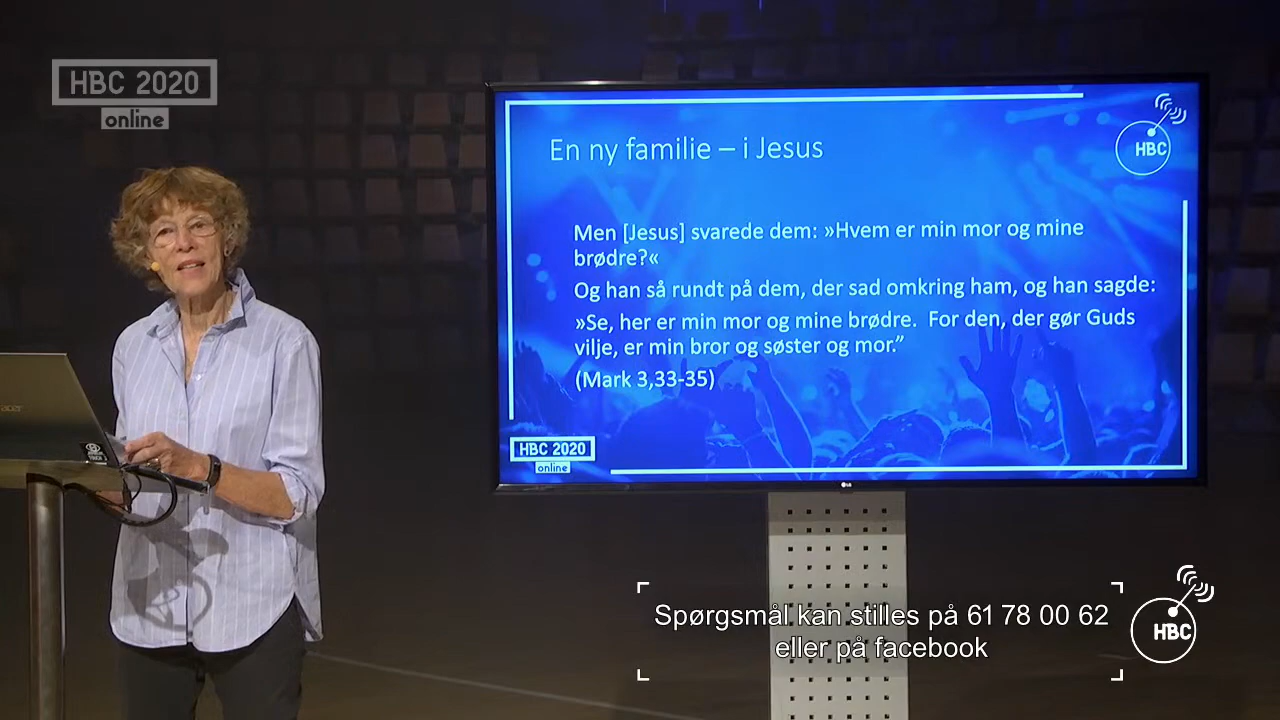 HBC 2020
online
En ny familie – i Jesus
HBC
Men [Jesus] svarede dem: »Hvem er min mor og mine
brødre?«
Og han så rundt på dem, der sad omkring ham, og han sagde:
»Se, her er min mor og mine brødre.  For den, der gør Guds
vilje, er min bror og søster og mor.”
(Mark 3,33-35)
HBC 2020
online
LG
acer
Spørgsmål kan stilles på 61 78 00 62
eller på facebook
HBC